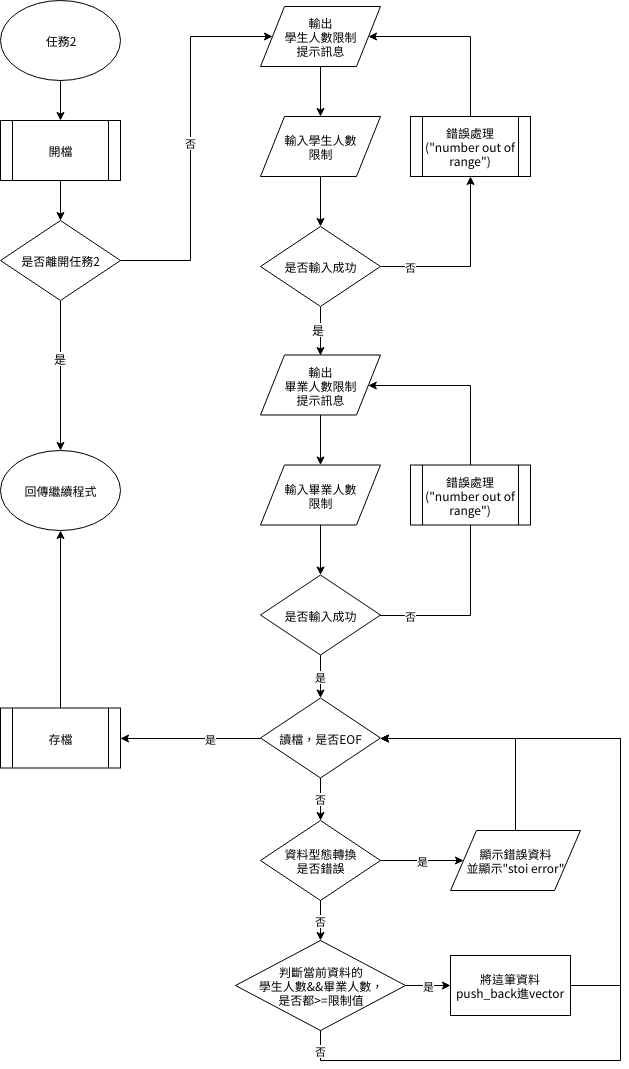 任務2
開檔
是否離開任務2
是
回傳繼續程式
存檔
否
輸出
學生人數限制
提示訊息
輸入學生人數
限制
是否輸入成功
否
錯誤處理
("number out of
range")
是
輸出
畢業人數限制
提示訊息
輸入畢業人數
限制
是否輸入成功
否
錯誤處理
("number out of
range")
是
讀檔，是否EOF
是
否
資料型態轉換
是否錯誤
是
顯示錯誤資料
並顯示"stoi error"
否
判斷當前資料的
學生人數&&畢業人數，
是否都>=限制值
是
將這筆資料
push_back進vector
否